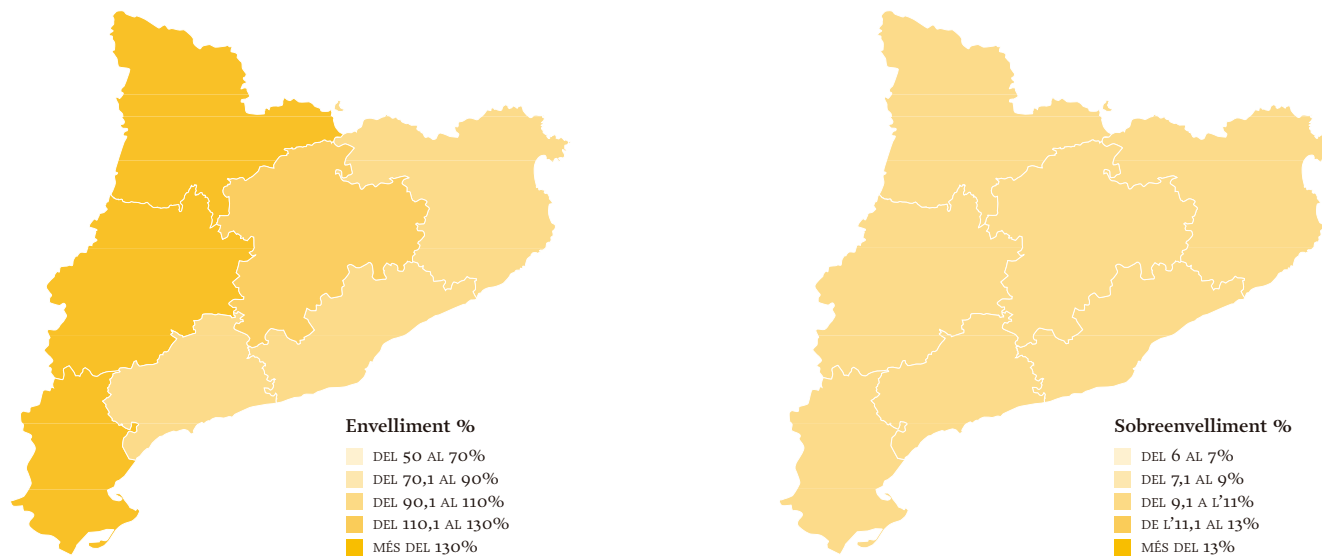 Envelliment %
DEL 50 AL 70%
DEL 70,1 AL 90%
DEL 90,1 AL 110%
DEL 110,1 AL 130%
MÉS DEL 130%
Sobreenvelliment %
DEL 6 AL 7%
DEL 7,1 AL 9%
DEL 9,1 A L’11%
DE L’11,1 AL 13%
MÉS DEL 13%